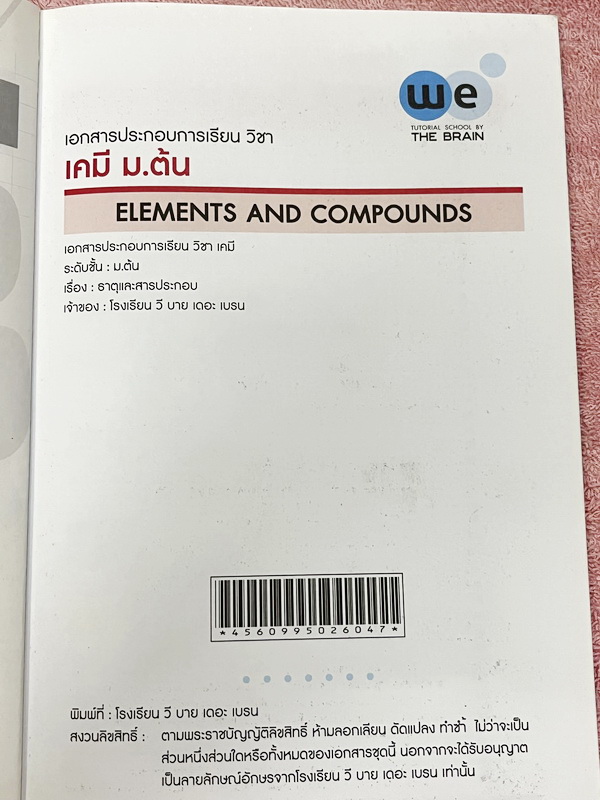 we
TUTORIAL SCHOOL BY
THE BRAIN
เอกสารประกอบการเรียน วิชา
เคมี ม.ต้น
ELEMENTS AND COMPOUNDS
เอกสารประกอบการเรียน วิชา เคมี
ระดับชั้น : ม.ต้น
เรื่อง : ธาตุและสารประกอบ
เจ้าของ : โรงเรียน วี บาย เดอะ เบรน
*4560995026047*
พิมพ์ที่ : โรงเรียน วี บาย เดอะ เบรน
สงวนลิขสิทธิ์ : ตามพระราชบัญญัติลิขสิทธิ์ ห้ามลอกเลียน ดัดแปลง ทำซ้ำ ไม่ว่าจะเป็น
ส่วนหนึ่งส่วนใดหรือทั้งหมดของเอกสารชุดนี้ นอกจากจะได้รับอนุญาต
เป็นลายลักษณ์อักษรจากโรงเรียน วี บาย เดอะ เบรน เท่านั้น